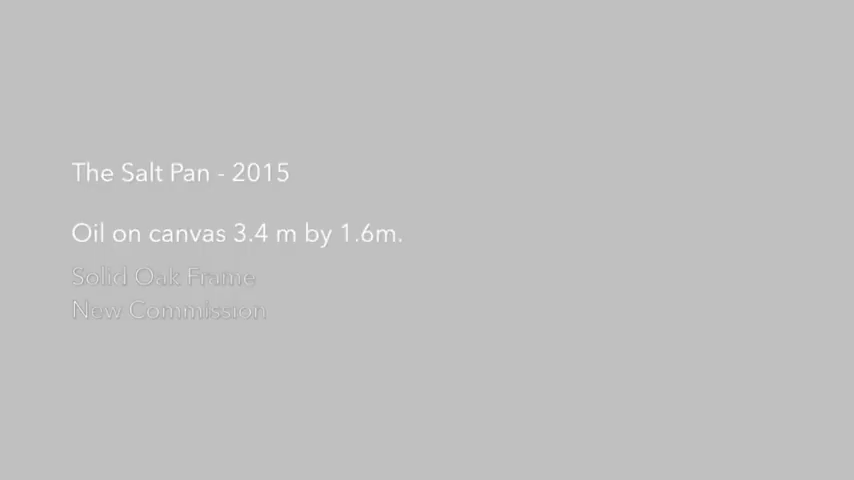 The Salt Pan - 2015
Oil on canvas 3.4 m by 1.6m.
Solid Oak Frame
New Commission